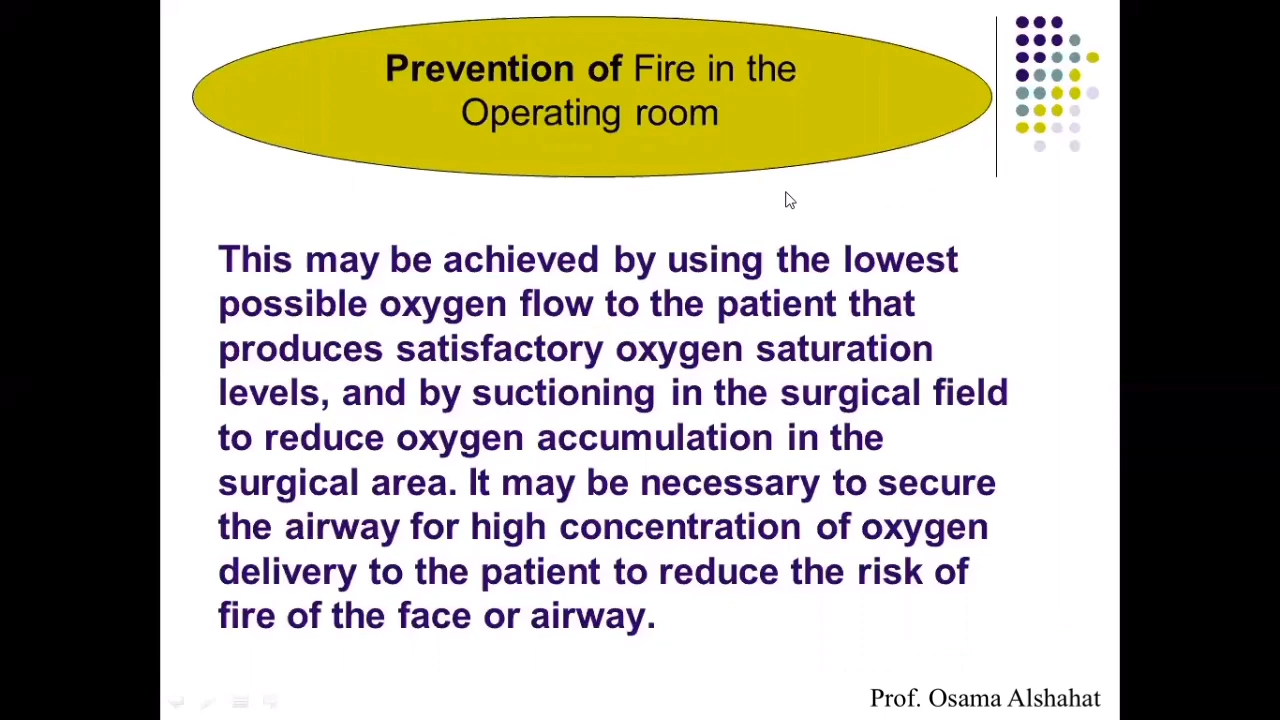 Prevention of Fire in the
Operating room
This may be achieved by using the lowest
possible oxygen flow to the patient that
produces satisfactory oxygen saturation
levels, and by suctioning in the surgical field
to reduce oxygen accumulation in the
surgical area. It may be necessary to secure
the airway for high concentration of oxygen
delivery to the patient to reduce the risk of
fire of the face or airway.
Prof. Osama Alshahat